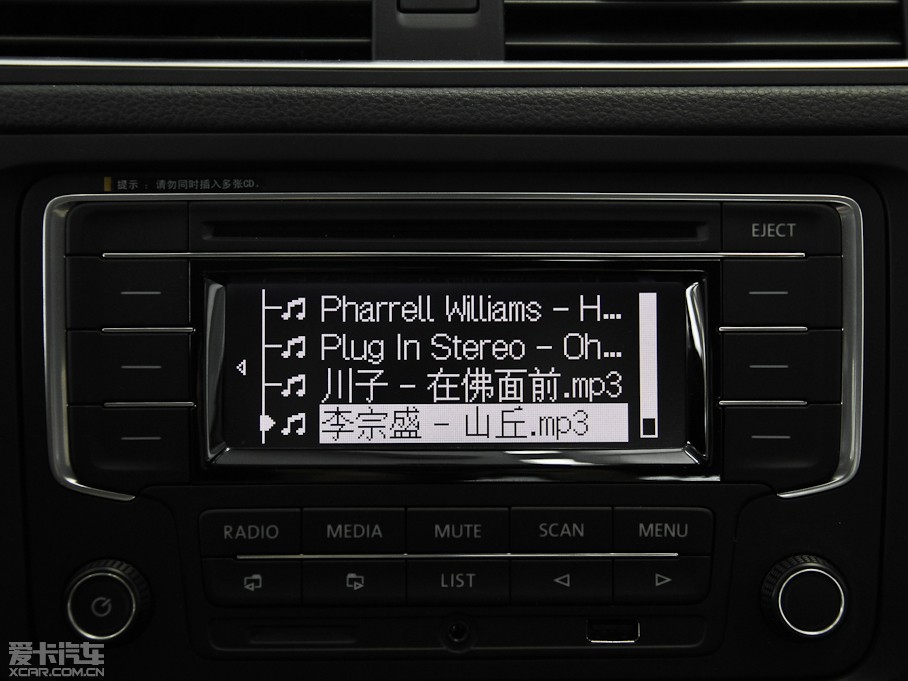 提示：请勿同时插入多张CD。
EJECT
Pharrell Williams - H...
Plug In Stereo - Oh...
川子 - 在佛面前.mp3
李宗盛 - 山丘.mp3
RADIO MEDIA MUTE SCAN MENU
LIST
爱卡汽车
XCAR.COM.CN